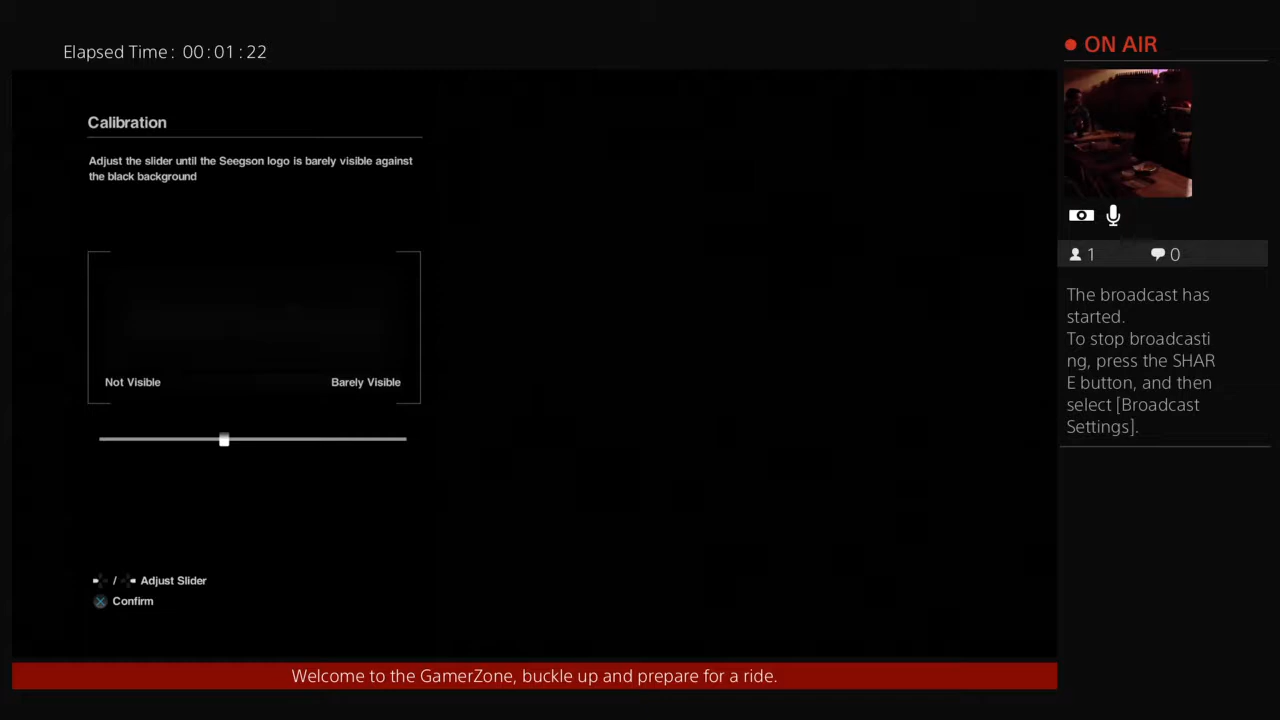 Elapsed Time: 00:01:22
ON AIR
Calibration
Adjust the slider until the Seegson logo is barely visible against
the black background
1
0
The broadcast has
started.
To stop broadcasti
ng, press the SHAR
E button, and then
select [Broadcast
Settings].
Not Visible
Barely Visible
/ Adjust Slider
Confirm
Welcome to the GamerZone, buckle up and prepare for a ride.